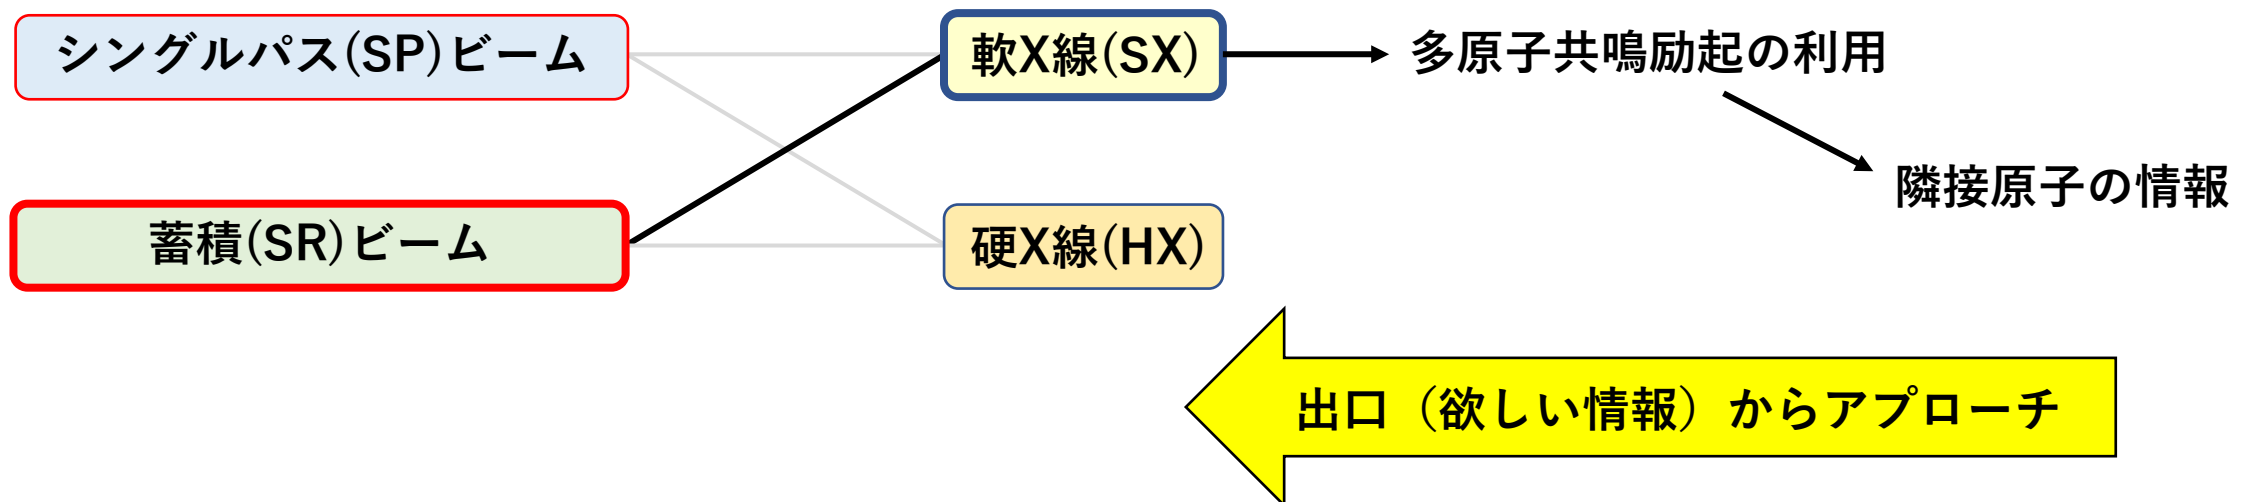 シングルパス(SP)ビーム
軟X線(SX)
多原子共鳴励起の利用
隣接原子の情報
蓄積(SR)ビーム
硬X線(HX)
出口（欲しい情報）からアプローチ